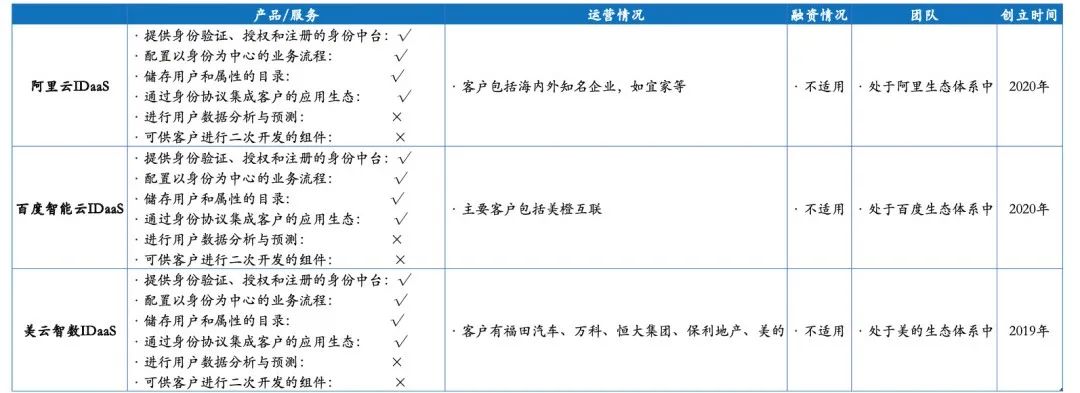 产品/服务 运营情况 融资情况 团队 创立时间
阿里云IDaaS
· 提供身份验证、授权和注册的身份中台: √
· 配置以身份为中心的业务流程: √
· 储存用户和属性的目录: √
· 通过身份协议集成客户的应用生态: √
· 进行用户数据分析与预测: ×
· 可供客户进行二次开发的组件: ×
· 客户包括海内外知名企业，如宜家等
· 不适用
· 处于阿里生态体系中
2020年
百度智能云IDaaS
· 提供身份验证、授权和注册的身份中台: √
· 配置以身份为中心的业务流程: √
· 储存用户和属性的目录: √
· 通过身份协议集成客户的应用生态: √
· 进行用户数据分析与预测: ×
· 可供客户进行二次开发的组件: ×
· 主要客户包括美橙互联
· 不适用
· 处于百度生态体系中
2020年
美云智数IDaaS
· 提供身份验证、授权和注册的身份中台: √
· 配置以身份为中心的业务流程: √
· 储存用户和属性的目录: √
· 通过身份协议集成客户的应用生态: √
· 进行用户数据分析与预测: ×
· 可供客户进行二次开发的组件: ×
· 客户有福田汽车、万科、恒大集团、保利地产、美的
· 不适用
· 处于美的生态体系中
2019年